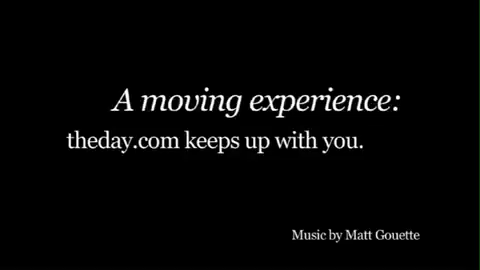 A moving experience:
theday.com keeps up with you.
Music by Matt Gouette